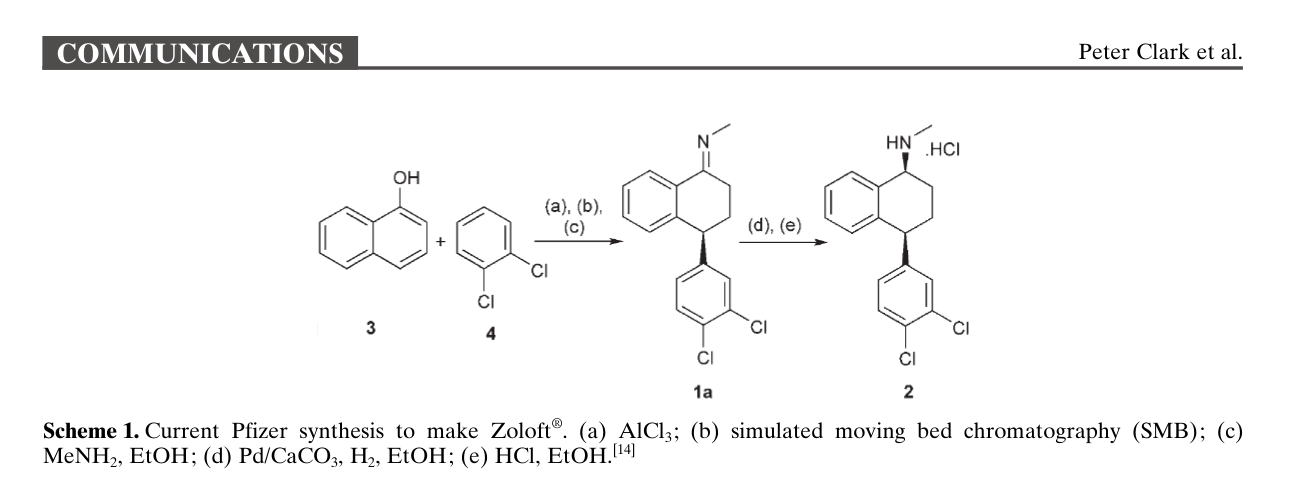 COMMUNICATIONS
Peter Clark et al.
OH
+
Cl
Cl
3
4
(a), (b),
(c)
N
Cl
Cl
1a
(d), (e)
HN
.HCl
Cl
Cl
2
Scheme 1. Current Pfizer synthesis to make Zoloft®. (a) AlCl₃; (b) simulated moving bed chromatography (SMB); (c)
MeNH₂, EtOH; (d) Pd/CaCO₃, H₂, EtOH; (e) HCl, EtOH.[14]